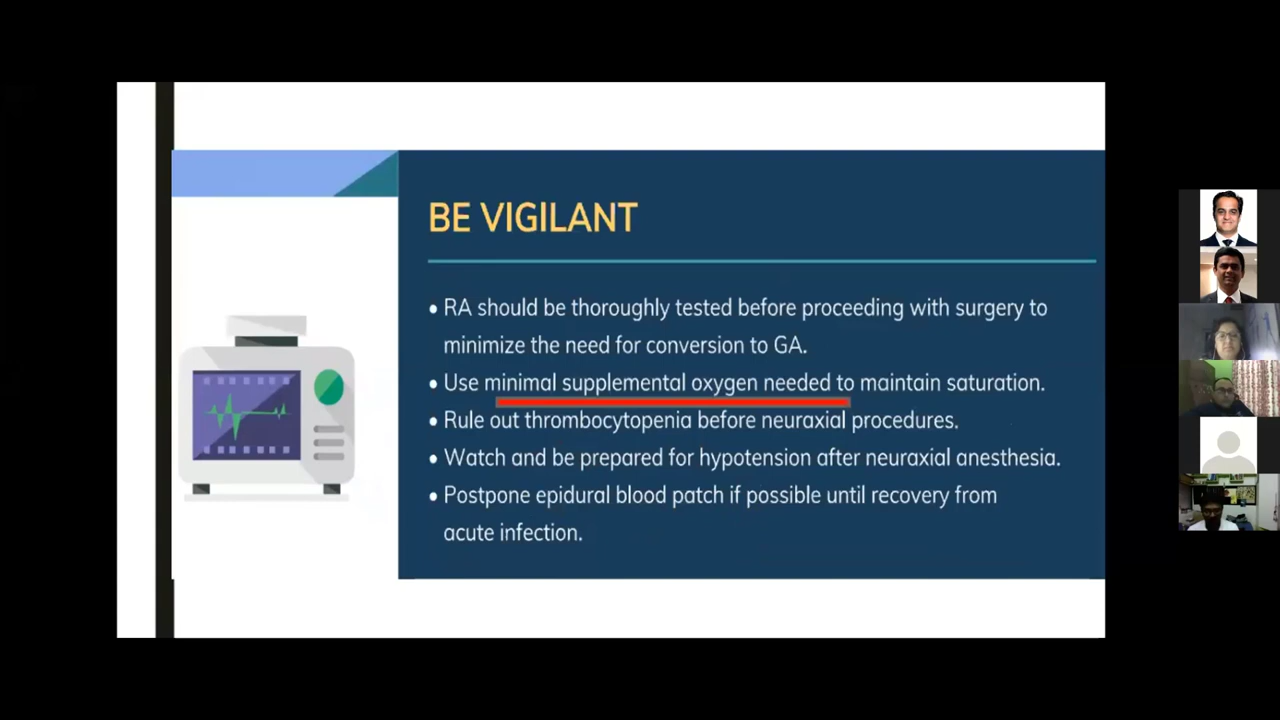 BE VIGILANT
• RA should be thoroughly tested before proceeding with surgery to
minimize the need for conversion to GA.
• Use minimal supplemental oxygen needed to maintain saturation.
• Rule out thrombocytopenia before neuraxial procedures.
• Watch and be prepared for hypotension after neuraxial anesthesia.
• Postpone epidural blood patch if possible until recovery from
acute infection.